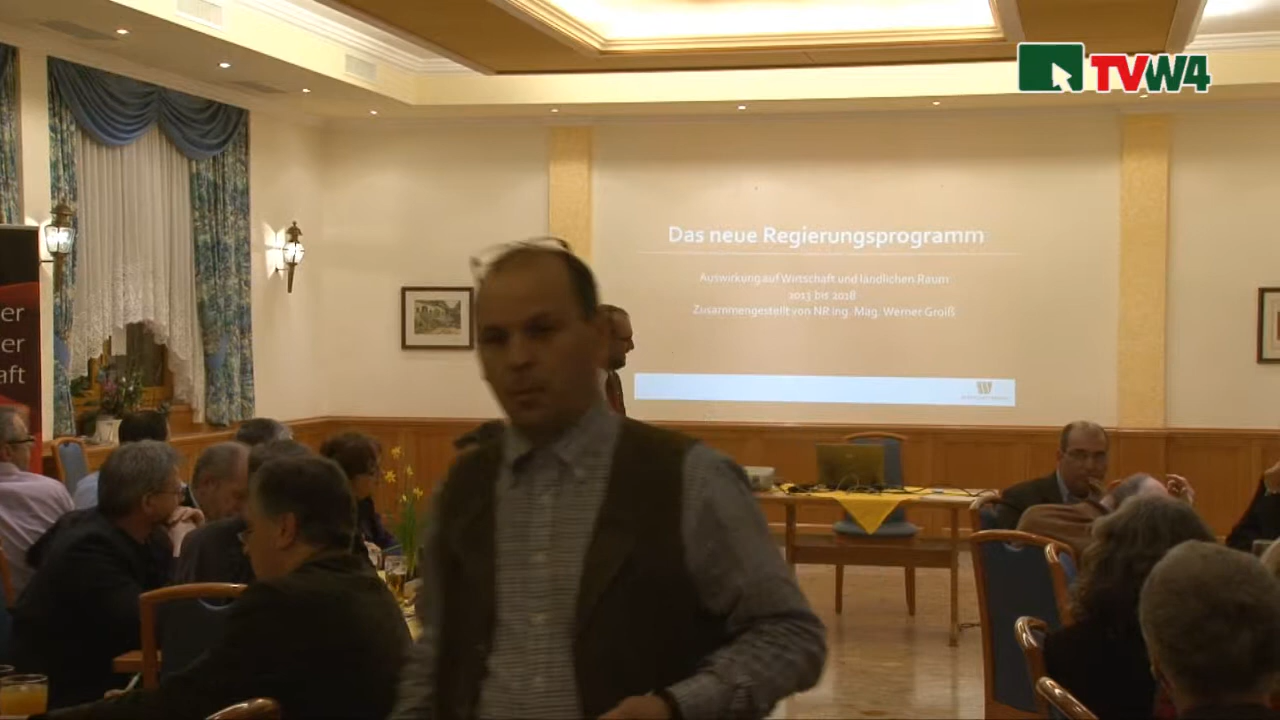 TVW4
Das neue Regierungsprogramm
Auswirkung auf Wirtschaft und ländlichen Raum
2013 bis 2018
Zusammengestellt von NR Ing. Mag. Werner Groiß
er
er
aft
W